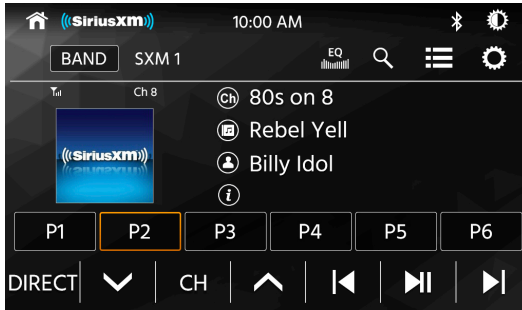 ((SiriusXM)) 10:00 AM
BAND SXM 1 EQ
Ch 8 Ch 80s on 8
Rebel Yell
((SiriusXM)) Billy Idol
i
P1 P2 P3 P4 P5 P6
DIRECT CH